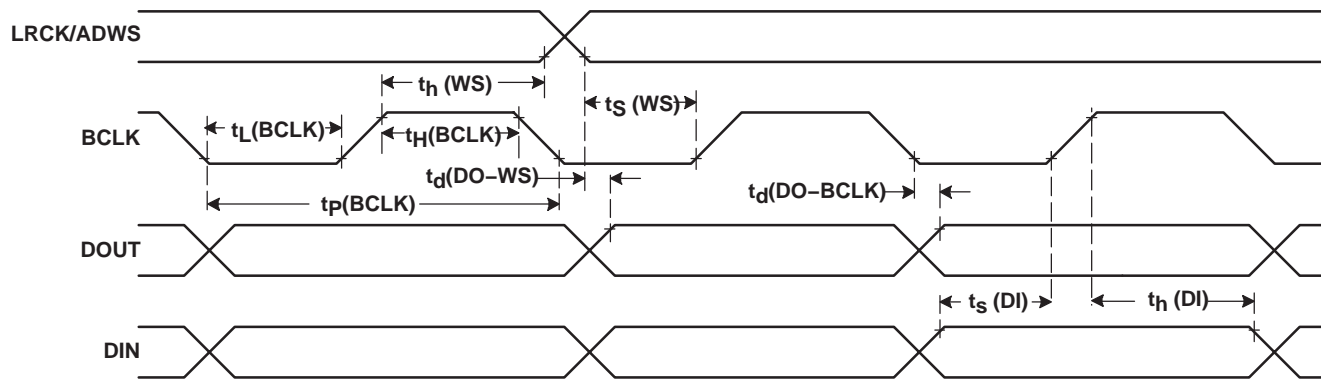 LRCK/ADWS
th (WS)
tS (WS)
BCLK
tL(BCLK)
tH(BCLK)
td(DO–WS)
td(DO–BCLK)
tP(BCLK)
DOUT
ts (DI)
th (DI)
DIN